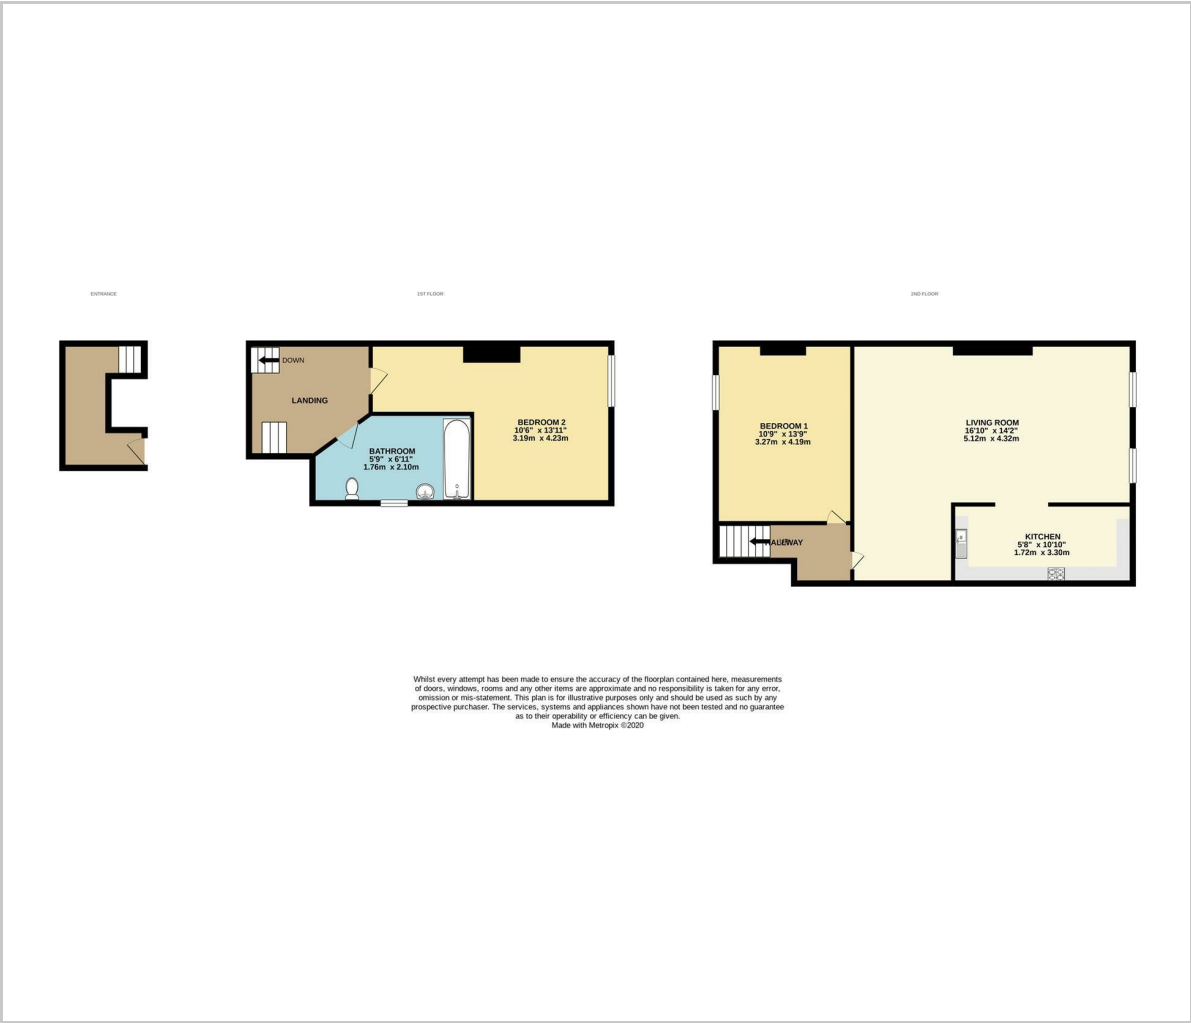 ENTRANCE
1ST FLOOR
2ND FLOOR
DOWN
LANDING
BEDROOM 2
10'6" x 13'11"
3.19m x 4.23m
BATHROOM
5'9" x 6'11"
1.76m x 2.10m
BEDROOM 1
10'9" x 13'9"
3.27m x 4.19m
LIVING ROOM
16'10" x 14'2"
5.12m x 4.32m
HALLWAY
KITCHEN
5'8" x 10'10"
1.72m x 3.30m
Whilst every attempt has been made to ensure the accuracy of the floorplan contained here, measurements
of doors, windows, rooms and any other items are approximate and no responsibility is taken for any error,
omission or mis-statement. This plan is for illustrative purposes only and should be used as such by any
prospective purchaser. The services, systems and appliances shown have not been tested and no guarantee
as to their operability or efficiency can be given.
Made with Metropix ©2020